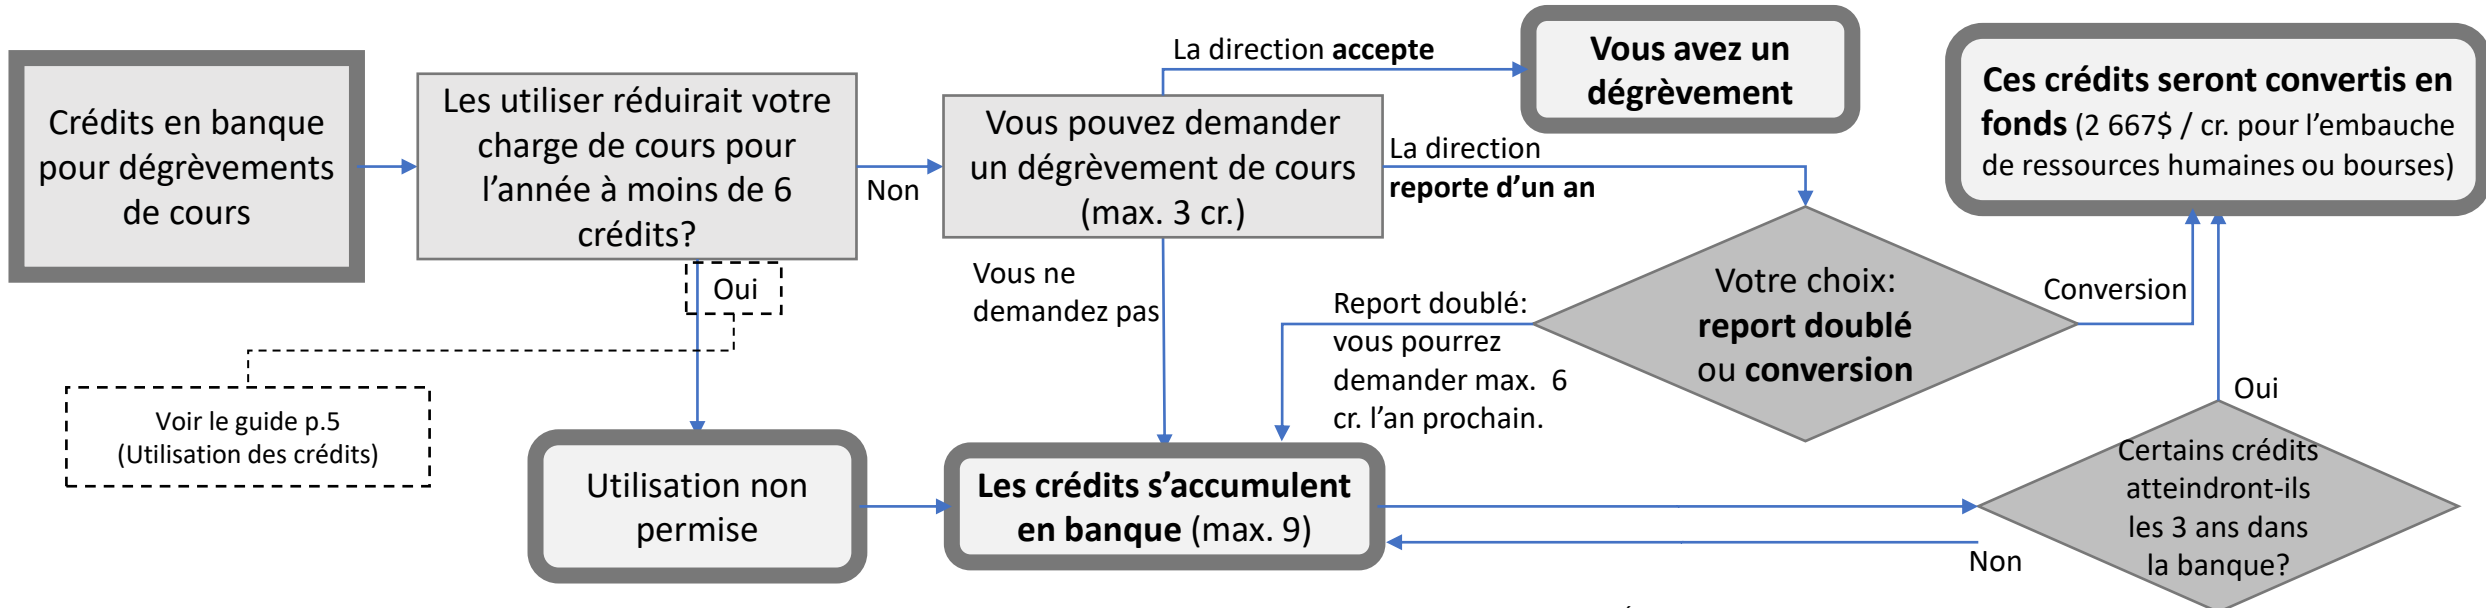 Crédits en banque
pour dégrèvements
de cours
Les utiliser réduirait votre
charge de cours pour
l'année à moins de 6
crédits?
Non
Oui
Voir le guide p.5
(Utilisation des crédits)
Utilisation non
permise
Vous pouvez demander
un dégrèvement de cours
(max. 3 cr.)
La direction accepte
Vous avez un
dégrèvement
La direction
reporte d'un an
Vous ne
demandez pas
Votre choix:
report doublé
ou conversion
Report doublé:
vous pourrez
demander max. 6
cr. l'an prochain.
Conversion
Ces crédits seront convertis en
fonds (2 667$ / cr. pour l'embauche
de ressources humaines ou bourses)
Les crédits s'accumulent
en banque (max. 9)
Certains crédits
atteindront-ils
les 3 ans dans
la banque?
Oui
Non